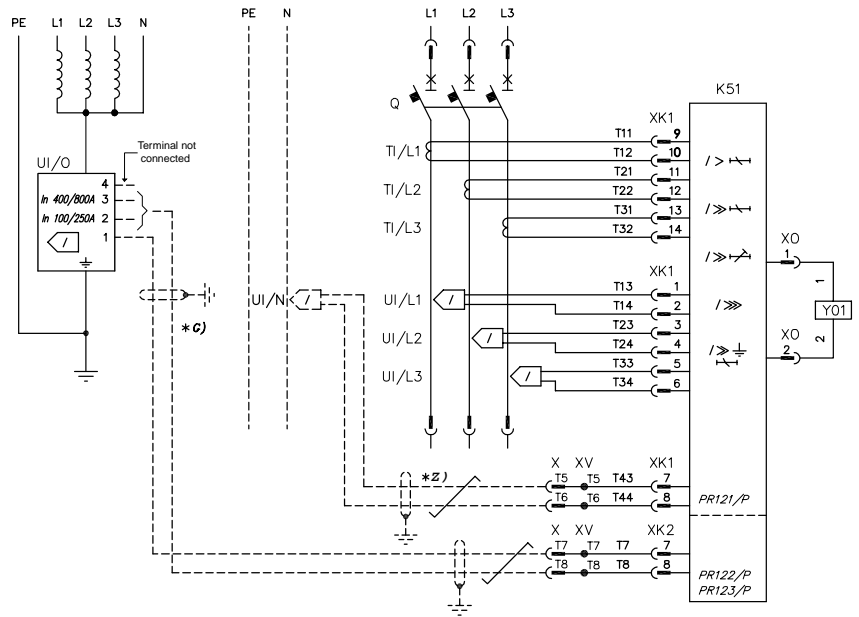 PE L1 L2 L3 N
PE N
L1 L2 L3
K51
Q
XK1
Terminal not
connected
UI/O
4
In 400/800A 3
In 100/250A 2
1
/
TI/L1
T11 9
T12 10
TI/L2
T21 11
T22 12
TI/L3
T31 13
T32 14
/ >
/ ≫
/ ≫
/ ⋙
/ ≫
XO
1
1
Y01
2
XO
2
*G)
UI/N /
XK1
UI/L1 /
T13 1
T14 2
UI/L2 /
T23 3
T24 4
UI/L3 /
T33 5
T34 6
*Z)
X XV XK1
T5 T5 T43 7
T6 T6 T44 8
PR121/P
X XV XK2
T7 T7 T7 7
T8 T8 T8 8
PR122/P
PR123/P